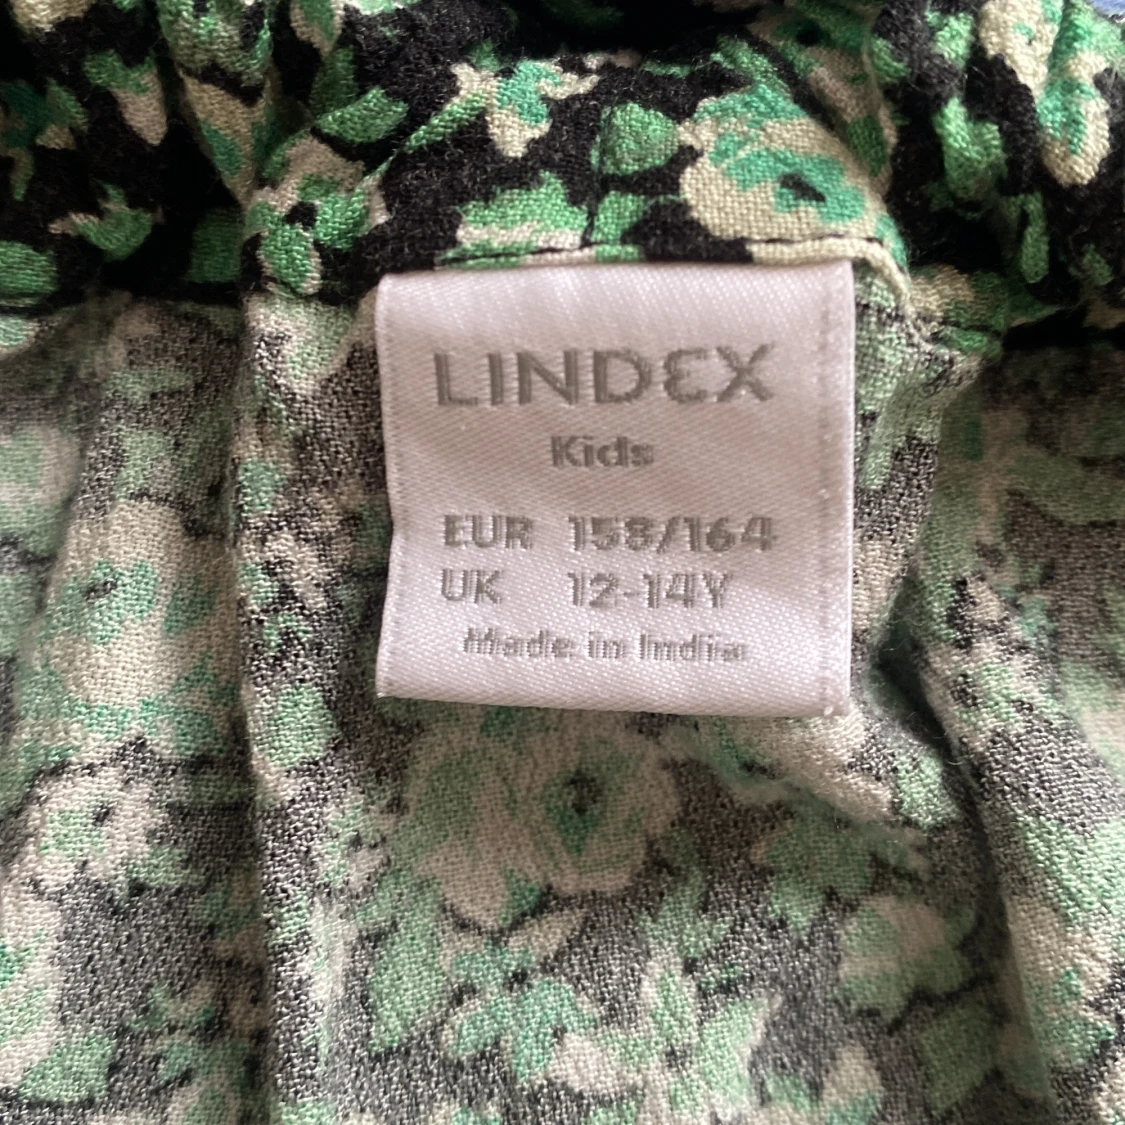 LINDEX
Kids
EUR 158/164
UK 12-14Y
Made in India